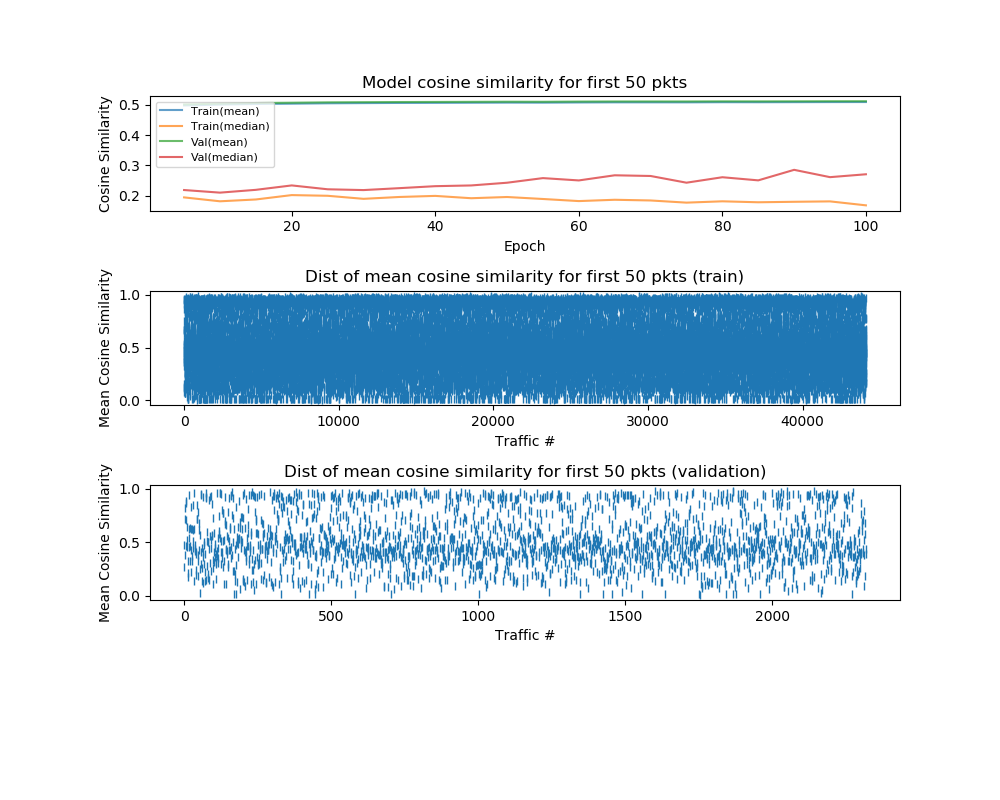 Model cosine similarity for first 50 pkts
Cosine Similarity
0.5
0.4
0.3
0.2
Train(mean)
Train(median)
Val(mean)
Val(median)
20 40 60 80 100
Epoch
Dist of mean cosine similarity for first 50 pkts (train)
Mean Cosine Similarity
1.0
0.5
0.0
0 10000 20000 30000 40000
Traffic #
Dist of mean cosine similarity for first 50 pkts (validation)
Mean Cosine Similarity
1.0
0.5
0.0
0 500 1000 1500 2000
Traffic #